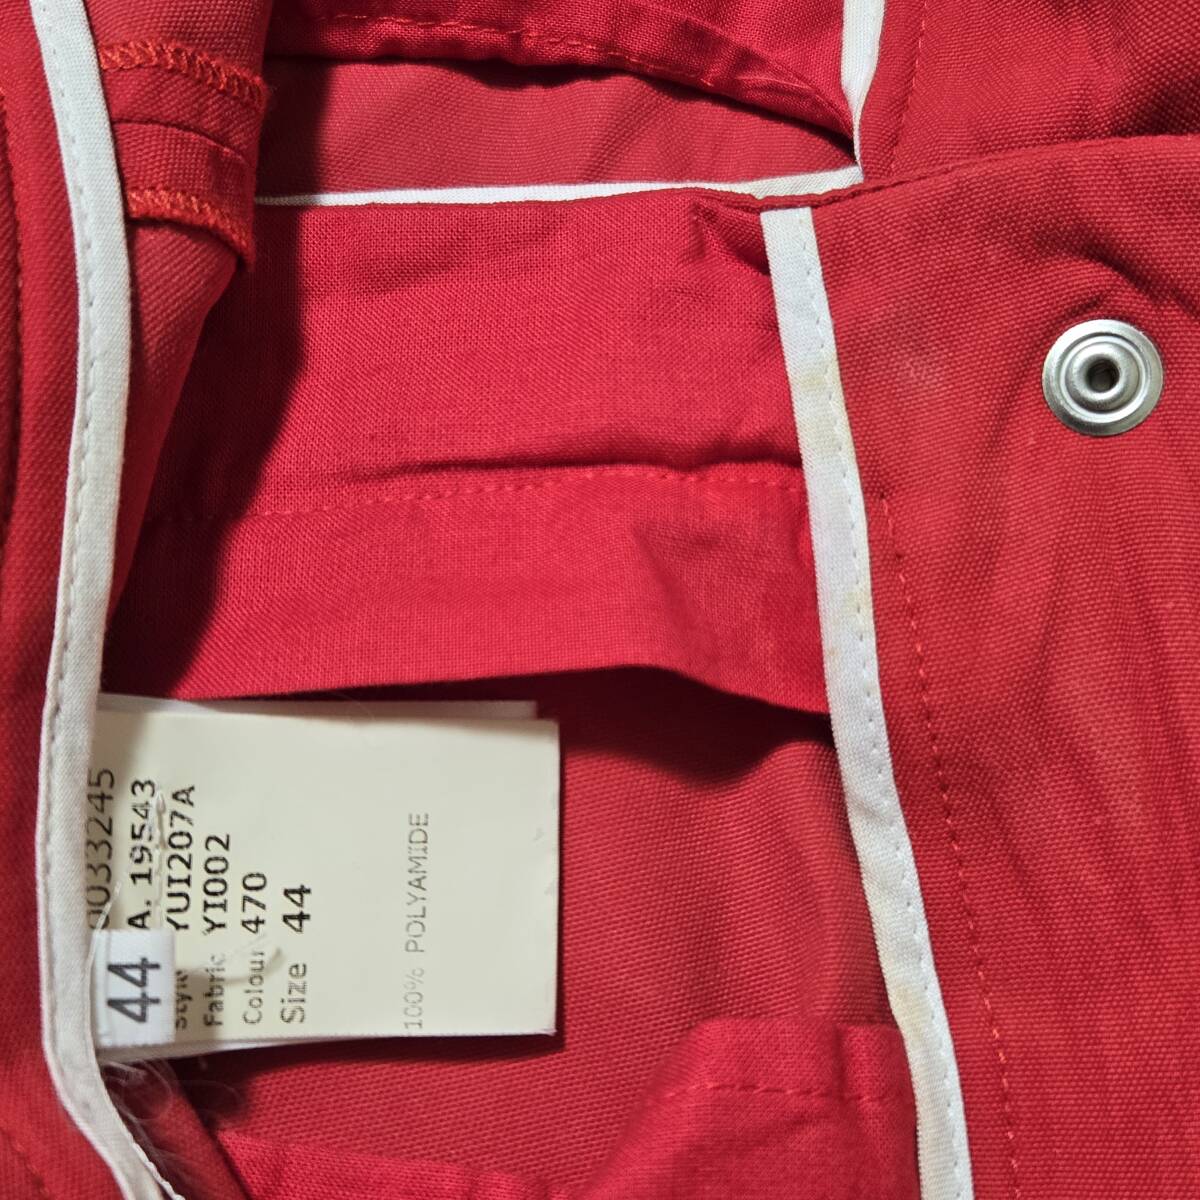 0033245
A. 19543
Style YUI207A
Fabric YI002
Colour 470
Size 44
100% POLYAMIDE
44